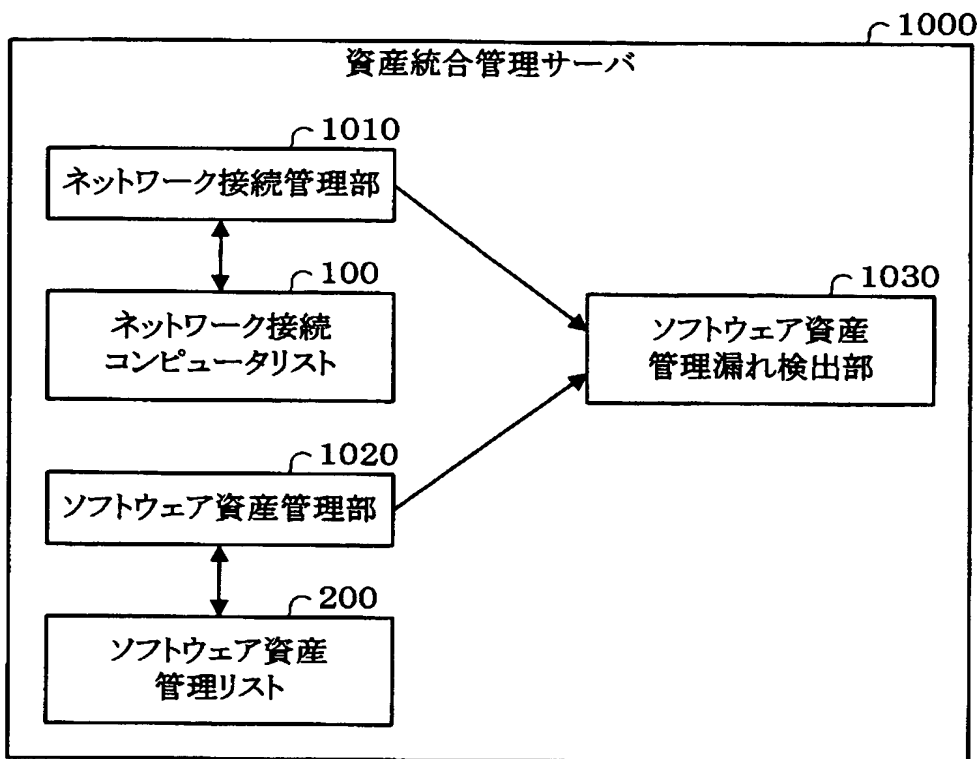 1000
資産統合管理サーバ
1010
ネットワーク接続管理部
100
ネットワーク接続
コンピュータリスト
1020
ソフトウェア資産管理部
200
ソフトウェア資産
管理リスト
1030
ソフトウェア資産
管理漏れ検出部